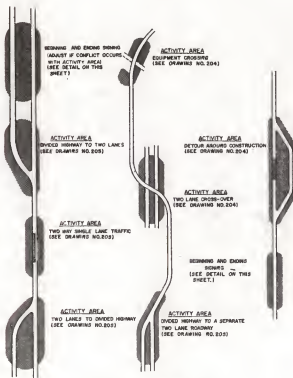 BEGINNING AND ENDING SIGNING
(ADJUST IF CONFLICT OCCURS
WITH ACTIVITY AREA)
(SEE DETAIL ON THIS
SHEET)
ACTIVITY AREA
DIVIDED HIGHWAY TO TWO LANES
(SEE DRAWING NO.205)
ACTIVITY AREA
TWO WAY SINGLE LANE TRAFFIC
(SEE DRAWING NO.205)
ACTIVITY AREA
TWO LANES TO DIVIDED HIGHWAY
(SEE DRAWING NO.205)
ACTIVITY AREA
EQUIPMENT CROSSING
(SEE DRAWING NO.204)
ACTIVITY AREA
TWO LANE CROSS-OVER
(SEE DRAWING NO.204)
ACTIVITY AREA
DIVIDED HIGHWAY TO A SEPARATE
TWO LANE ROADWAY
(SEE DRAWING NO.205)
ACTIVITY AREA
DETOUR AROUND CONSTRUCTION
(SEE DRAWING NO.204)
BEGINNING AND ENDING
SIGNING
(SEE DETAIL ON THIS
SHEET.)